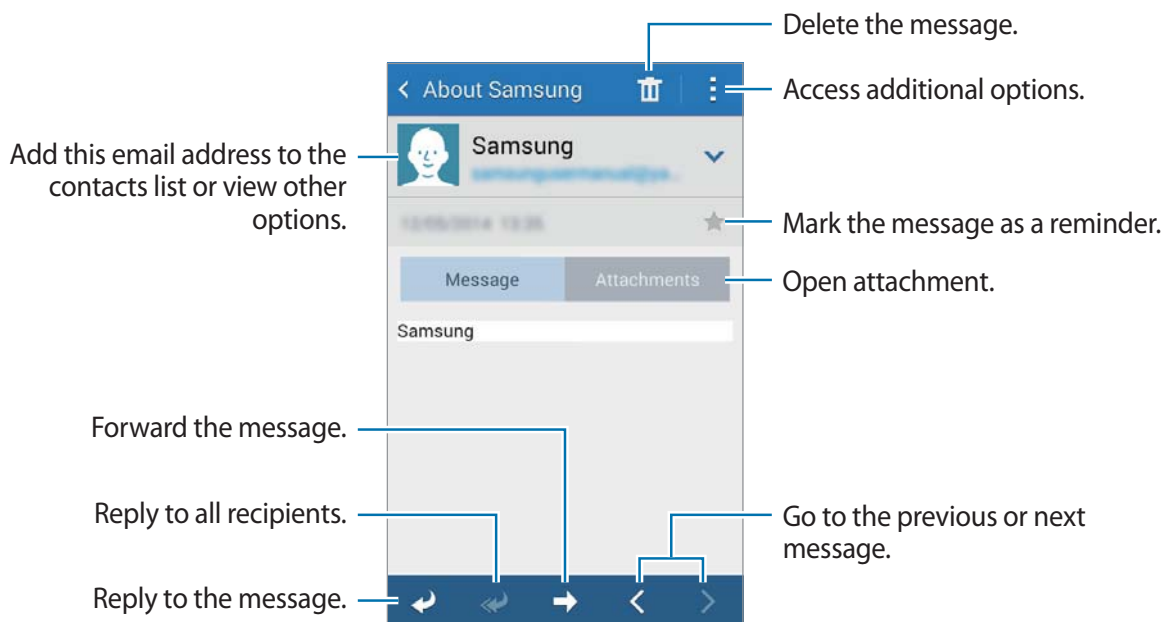 Delete the message.
About Samsung
Access additional options.
Samsung
Add this email address to the
contacts list or view other
options.
Mark the message as a reminder.
Message
Attachments
Open attachment.
Samsung
Forward the message.
Reply to all recipients.
Go to the previous or next
message.
Reply to the message.